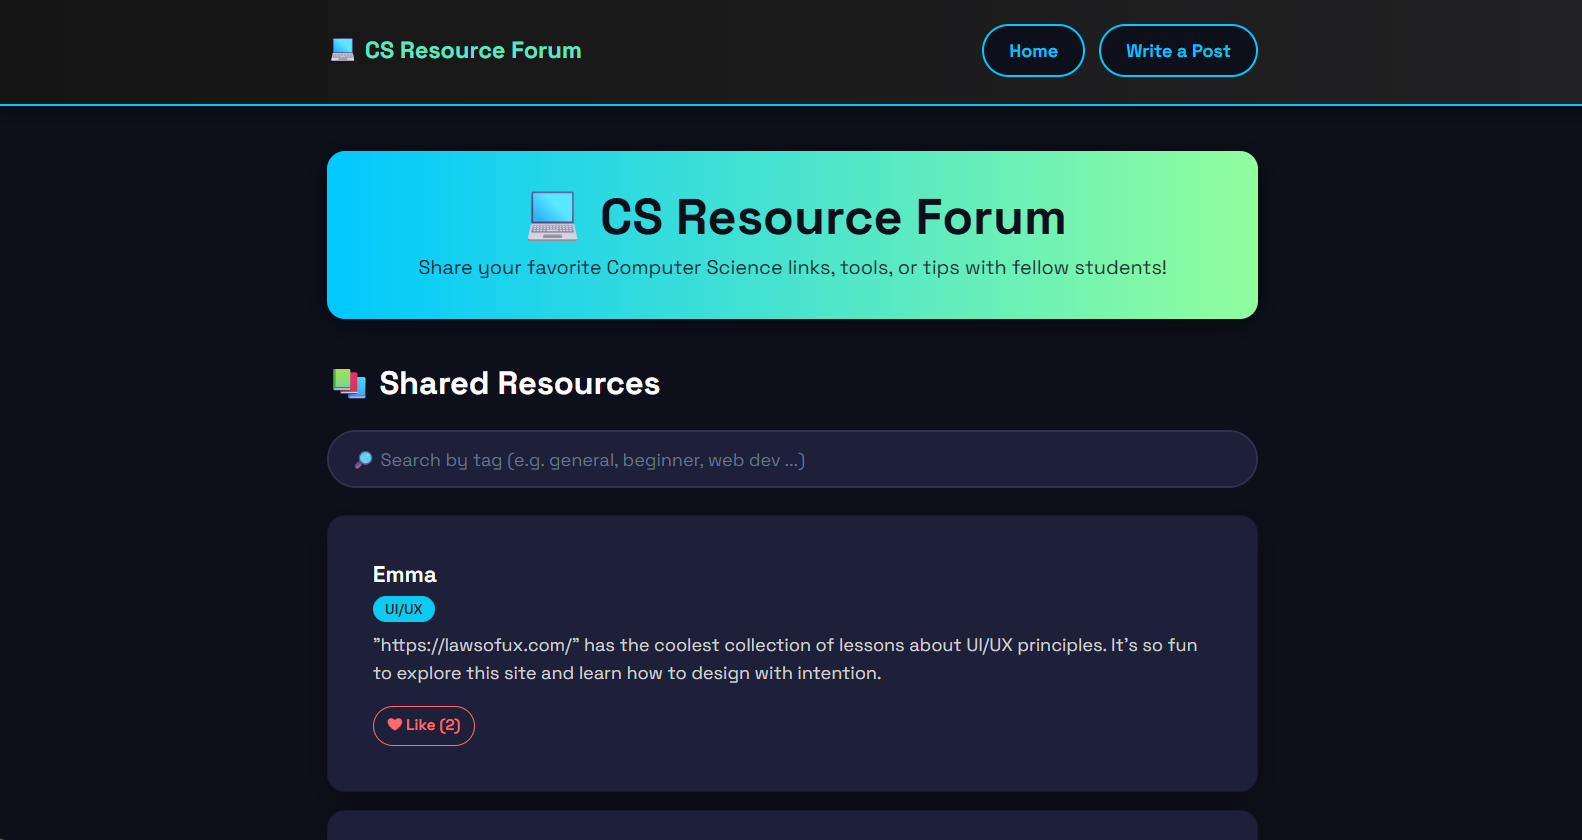 CS Resource Forum
Home
Write a Post
CS Resource Forum
Share your favorite Computer Science links, tools, or tips with fellow students!
Shared Resources
Search by tag (e.g. general, beginner, web dev ...)
Emma
UI/UX
"https://lawsofux.com/" has the coolest collection of lessons about UI/UX principles. It's so fun
to explore this site and learn how to design with intention.
Like (2)